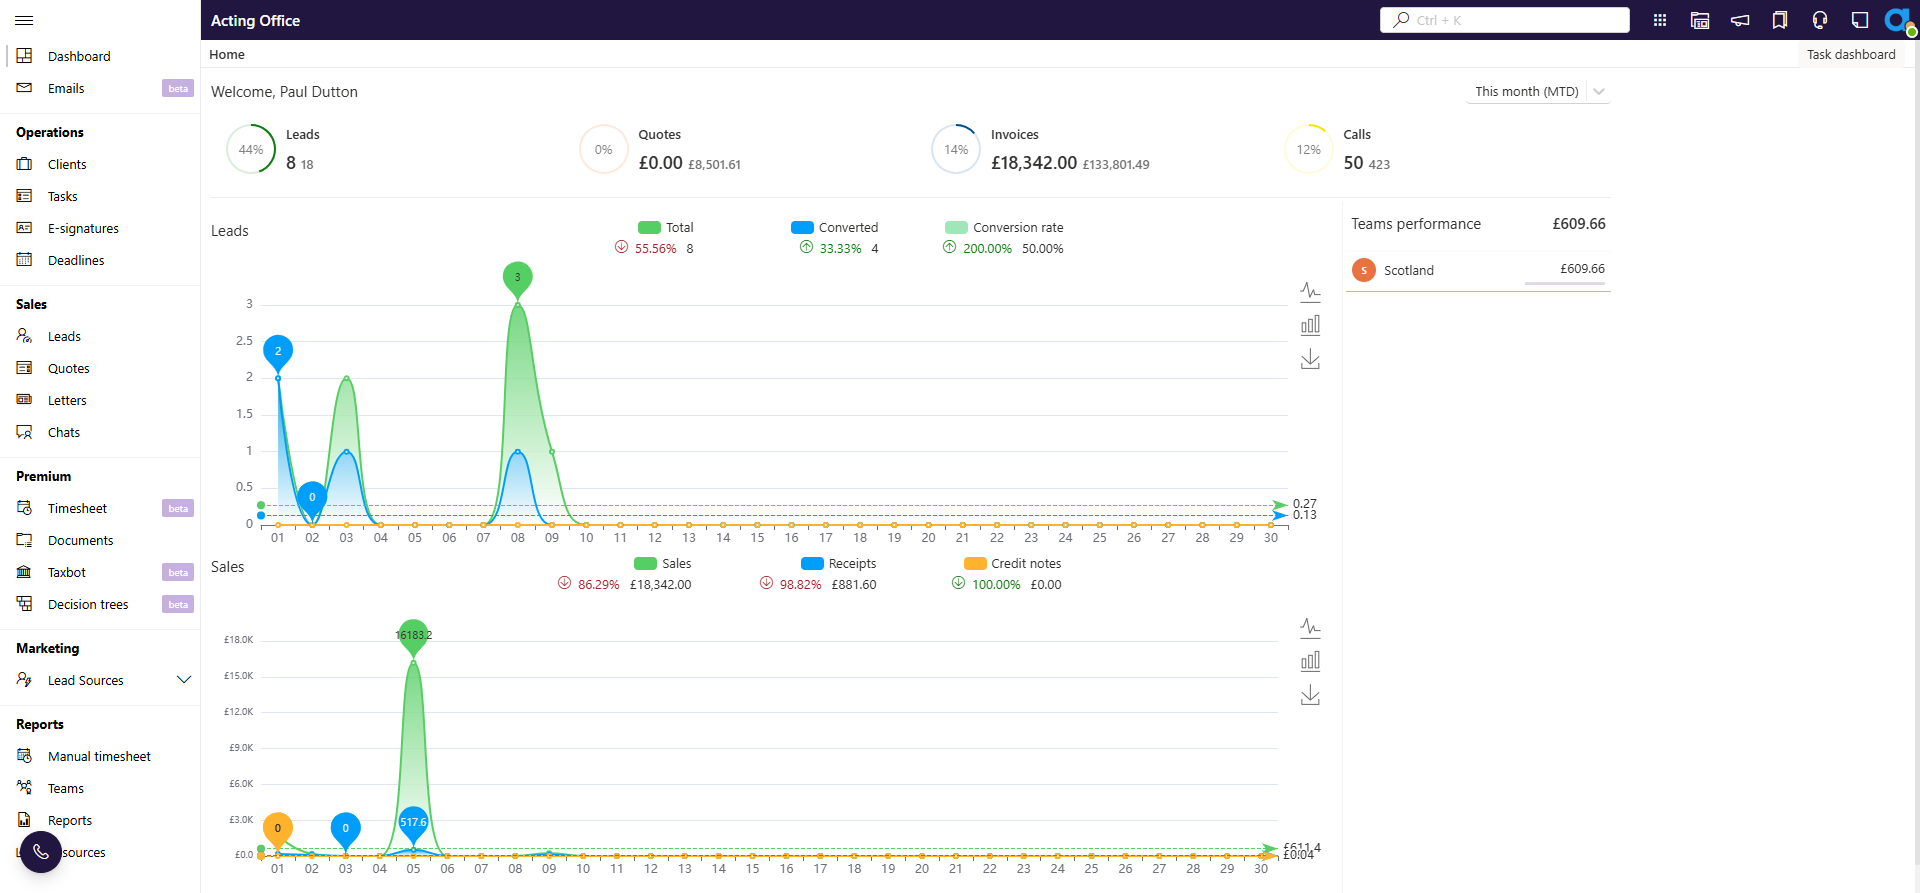 Acting Office
Ctrl + K
Dashboard
Emails beta
Operations
Clients
Tasks
E-signatures
Deadlines
Sales
Leads
Quotes
Letters
Chats
Premium
Timesheet beta
Documents
Taxbot beta
Decision trees beta
Marketing
Lead Sources
Reports
Manual timesheet
Teams
Reports
sources
Home Task dashboard
Welcome, Paul Dutton This month (MTD)
44% Leads 8 18
0% Quotes £0.00 £8,501.61
14% Invoices £18,342.00 £133,801.49
12% Calls 50 423
Leads
Total Converted Conversion rate
55.56% 8 33.33% 4 200.00% 50.00%
3
3
2.5
2
2
1.5
1
0.5
0
0
0.27
0.13
01 02 03 04 05 06 07 08 09 10 11 12 13 14 15 16 17 18 19 20 21 22 23 24 25 26 27 28 29 30
Sales
Sales Receipts Credit notes
86.29% £18,342.00 98.82% £881.60 100.00% £0.00
16183.2
£18.0K
£15.0K
£12.0K
£9.0K
£6.0K
£3.0K
£0.0
0 0 517.6
£611.4
01 02 03 04 05 06 07 08 09 10 11 12 13 14 15 16 17 18 19 20 21 22 23 24 25 26 27 28 29 30
Teams performance £609.66
S Scotland £609.66